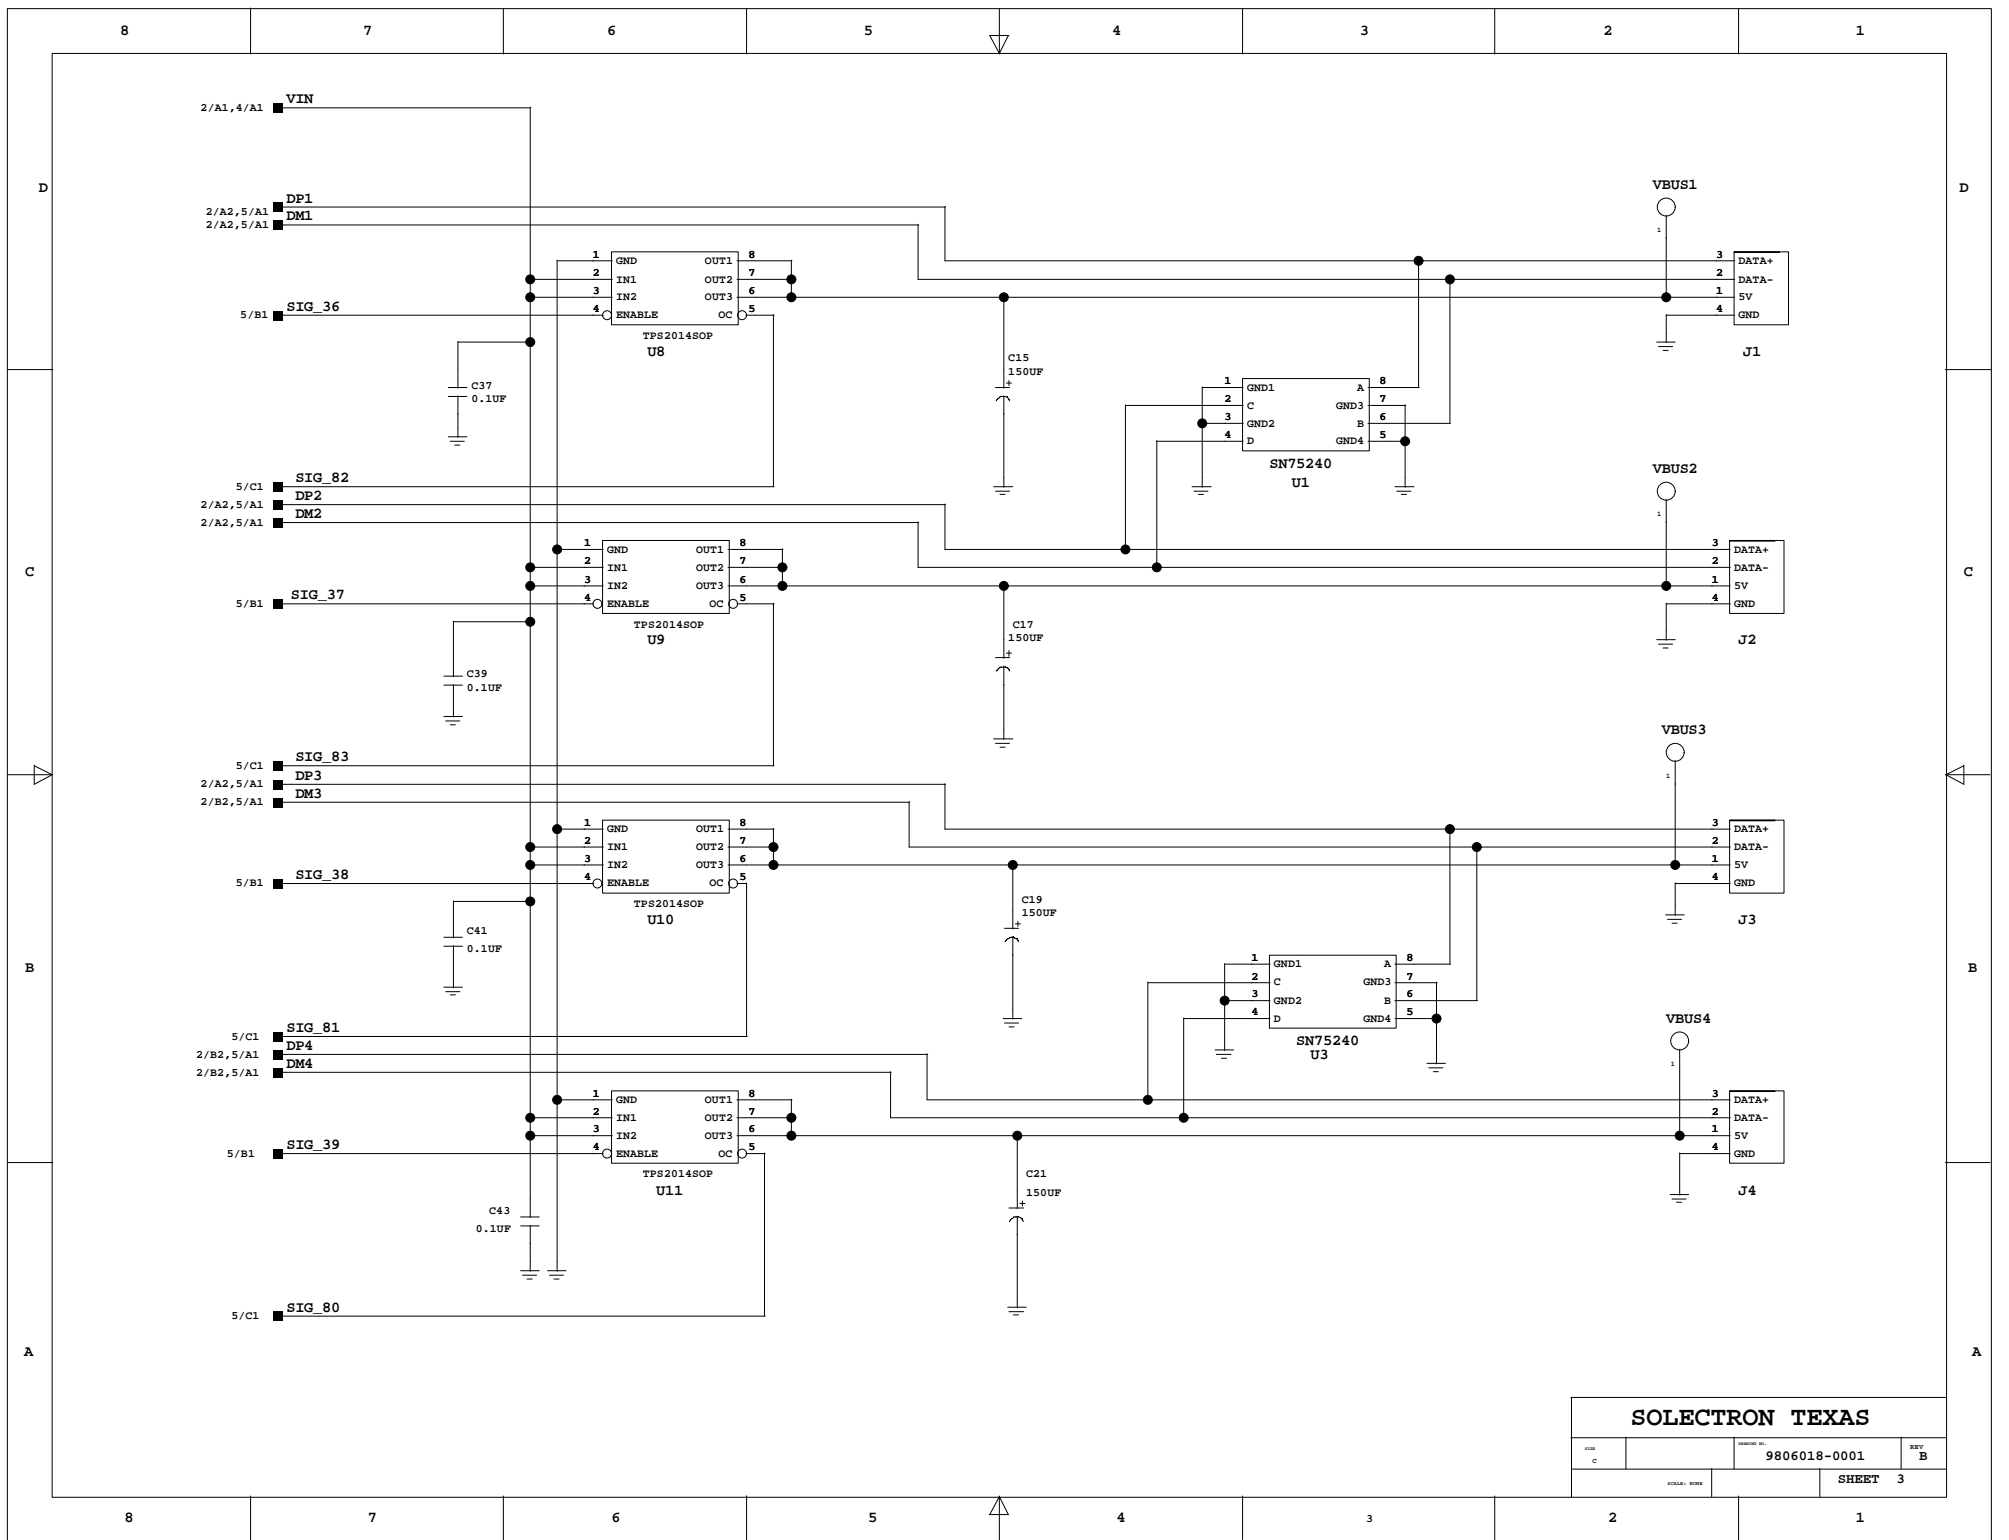 8 7 6 5 4 3 2 1
D
D
C
C
B
B
A
A
2/A1,4/A1 VIN
2/A2,5/A1 DP1
2/A2,5/A1 DM1
VBUS1
1
1 GND OUT1 8
2 IN1 OUT2 7
3 IN2 OUT3 6
4 ENABLE OC 5
TPS2014SOP
U8
5/B1 SIG_36
3 DATA+
2 DATA-
1 5V
4 GND
J1
C37
0.1UF
C15
150UF
+
1 GND1 A 8
2 C GND3 7
3 GND2 B 6
4 D GND4 5
SN75240
U1
5/C1 SIG_82
2/A2,5/A1 DP2
2/A2,5/A1 DM2
VBUS2
1
1 GND OUT1 8
2 IN1 OUT2 7
3 IN2 OUT3 6
4 ENABLE OC 5
TPS2014SOP
U9
5/B1 SIG_37
3 DATA+
2 DATA-
1 5V
4 GND
J2
C39
0.1UF
C17
150UF
+
5/C1 SIG_83
2/A2,5/A1 DP3
2/B2,5/A1 DM3
VBUS3
1
1 GND OUT1 8
2 IN1 OUT2 7
3 IN2 OUT3 6
4 ENABLE OC 5
TPS2014SOP
U10
5/B1 SIG_38
3 DATA+
2 DATA-
1 5V
4 GND
J3
C41
0.1UF
C19
150UF
+
1 GND1 A 8
2 C GND3 7
3 GND2 B 6
4 D GND4 5
SN75240
U3
5/C1 SIG_81
2/B2,5/A1 DP4
2/B2,5/A1 DM4
VBUS4
1
1 GND OUT1 8
2 IN1 OUT2 7
3 IN2 OUT3 6
4 ENABLE OC 5
TPS2014SOP
U11
5/B1 SIG_39
3 DATA+
2 DATA-
1 5V
4 GND
J4
C43
0.1UF
C21
150UF
+
5/C1 SIG_80
SOLECTRON TEXAS
SIZE
C
DRAWING NO.
9806018-0001
REV
B
SCALE: NONE
SHEET 3
8 7 6 5 4 3 2 1